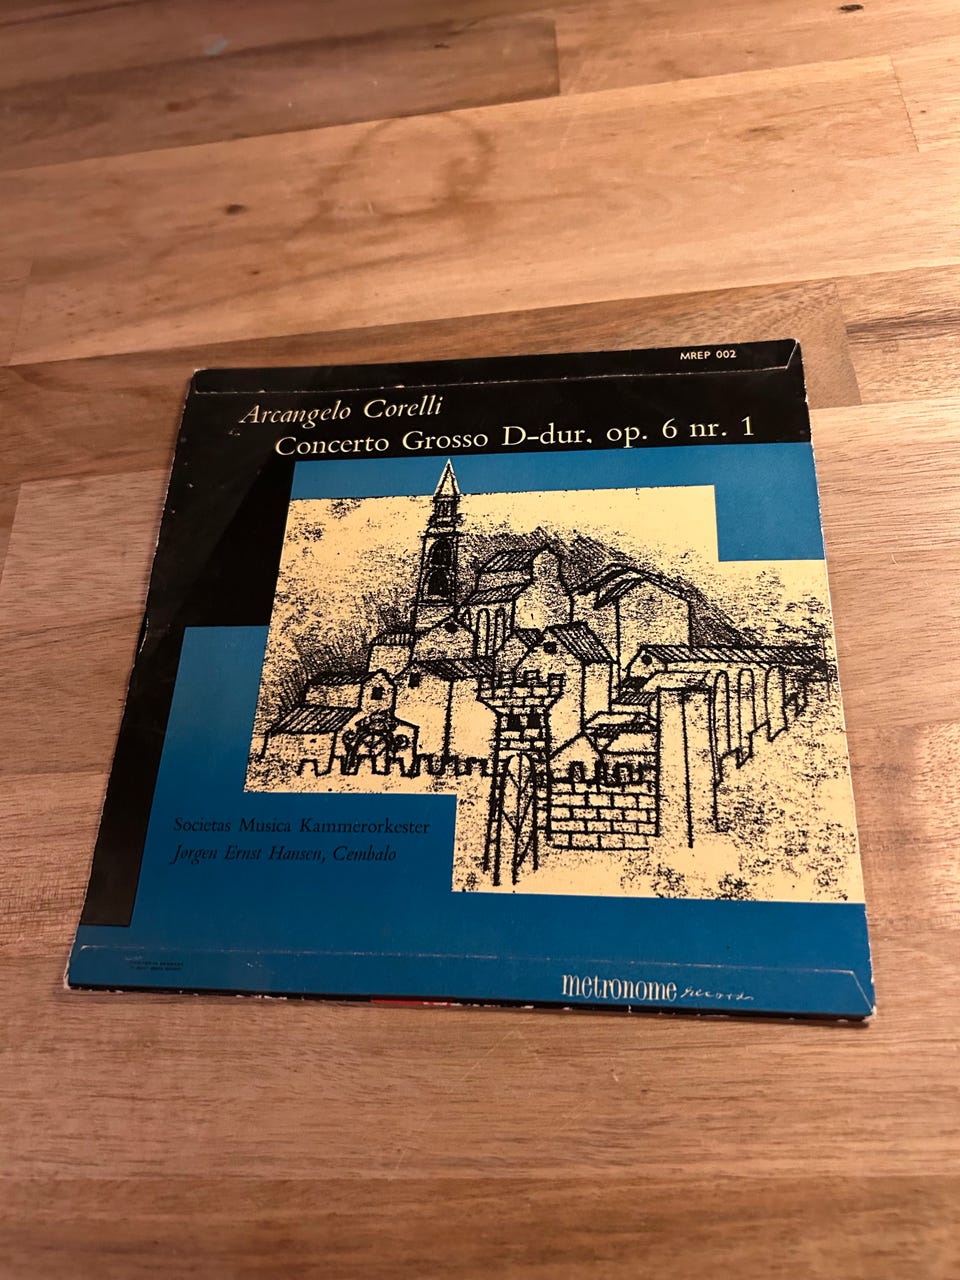 MREP 002
Arcangelo Corelli
Concerto Grosso D-dur. op. 6 nr. 1
Societas Musica Kammerorkester
Jørgen Ernst Hansen, Cembalo
metronome records